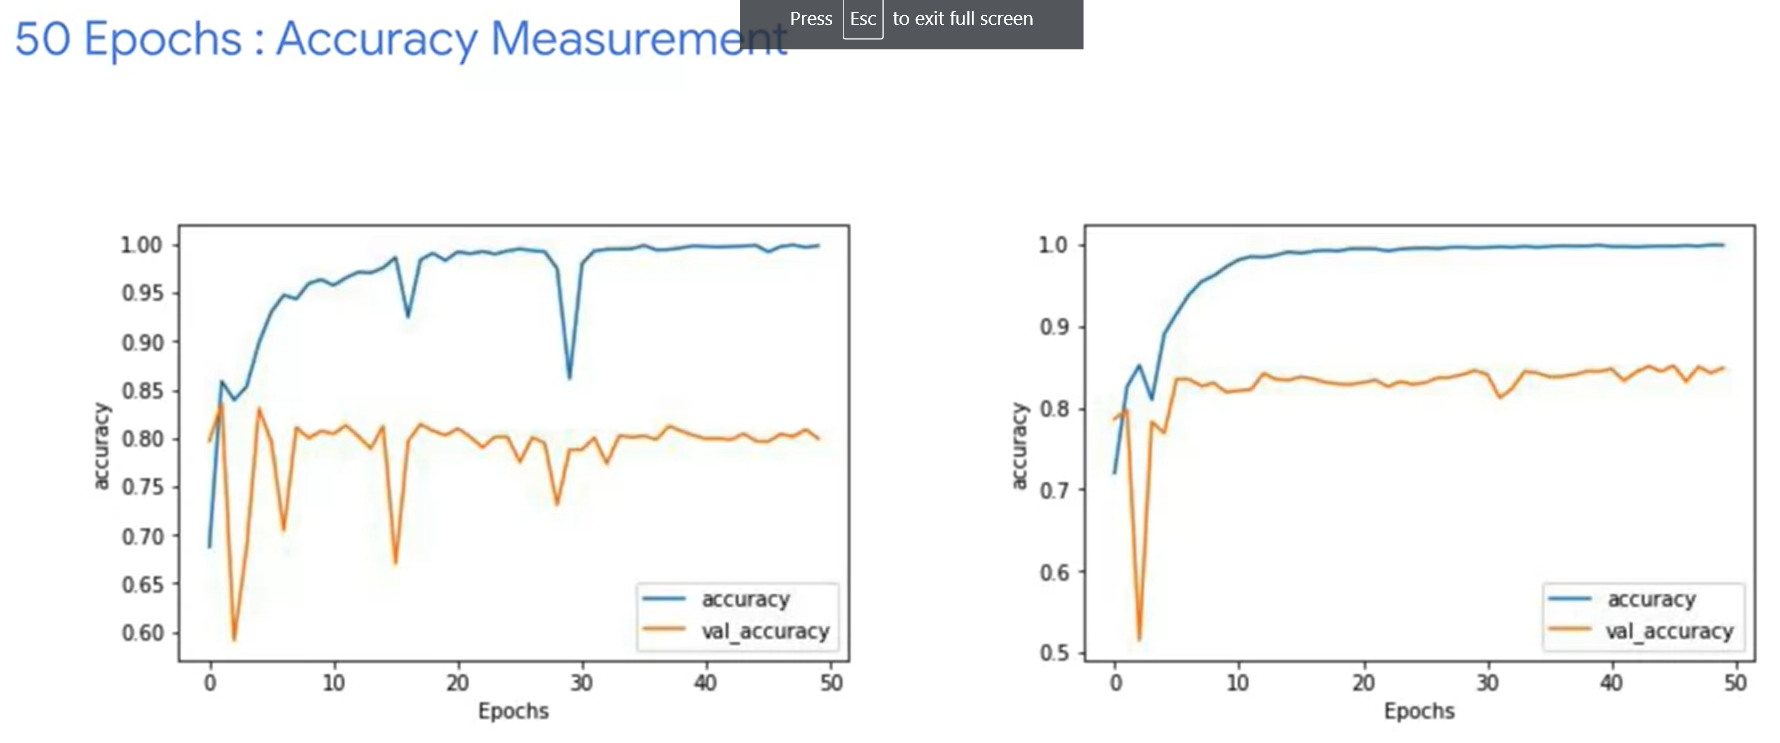 Press Esc to exit full screen
50 Epochs : Accuracy Measurement
1.00
0.95
0.90
0.85
0.80
0.75
0.70
0.65
0.60
accuracy
accuracy
val_accuracy
0 10 20 30 40 50
Epochs
1.0
0.9
0.8
0.7
0.6
0.5
accuracy
accuracy
val_accuracy
0 10 20 30 40 50
Epochs